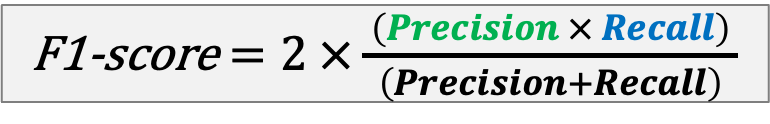 F1-score = 2 × (Precision × Recall) / (Precision+Recall)